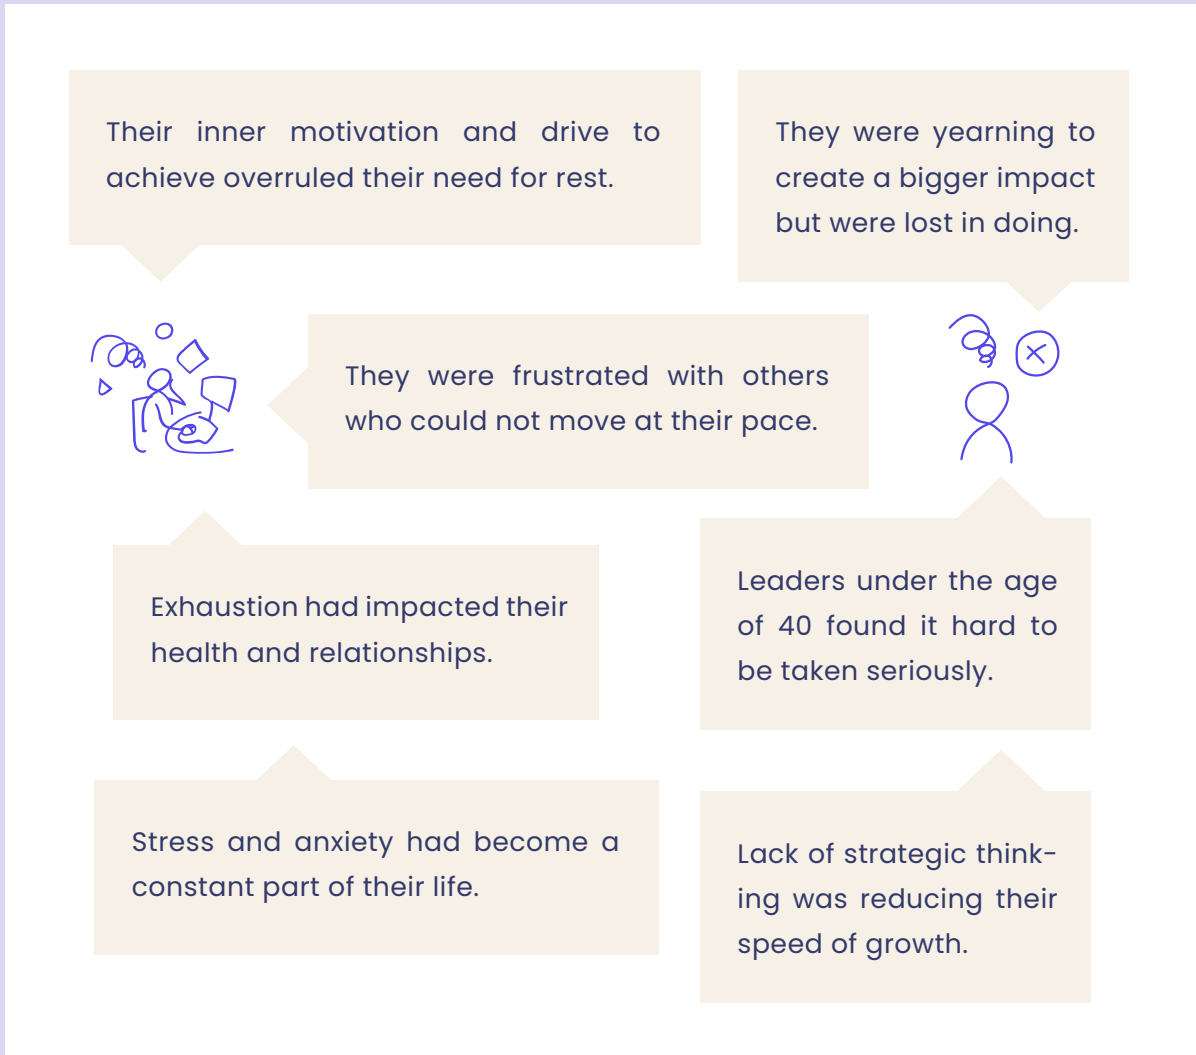 Their inner motivation and drive to
achieve overruled their need for rest.
They were yearning to
create a bigger impact
but were lost in doing.
They were frustrated with others
who could not move at their pace.
Exhaustion had impacted their
health and relationships.
Leaders under the age
of 40 found it hard to
be taken seriously.
Stress and anxiety had become a
constant part of their life.
Lack of strategic think-
ing was reducing their
speed of growth.